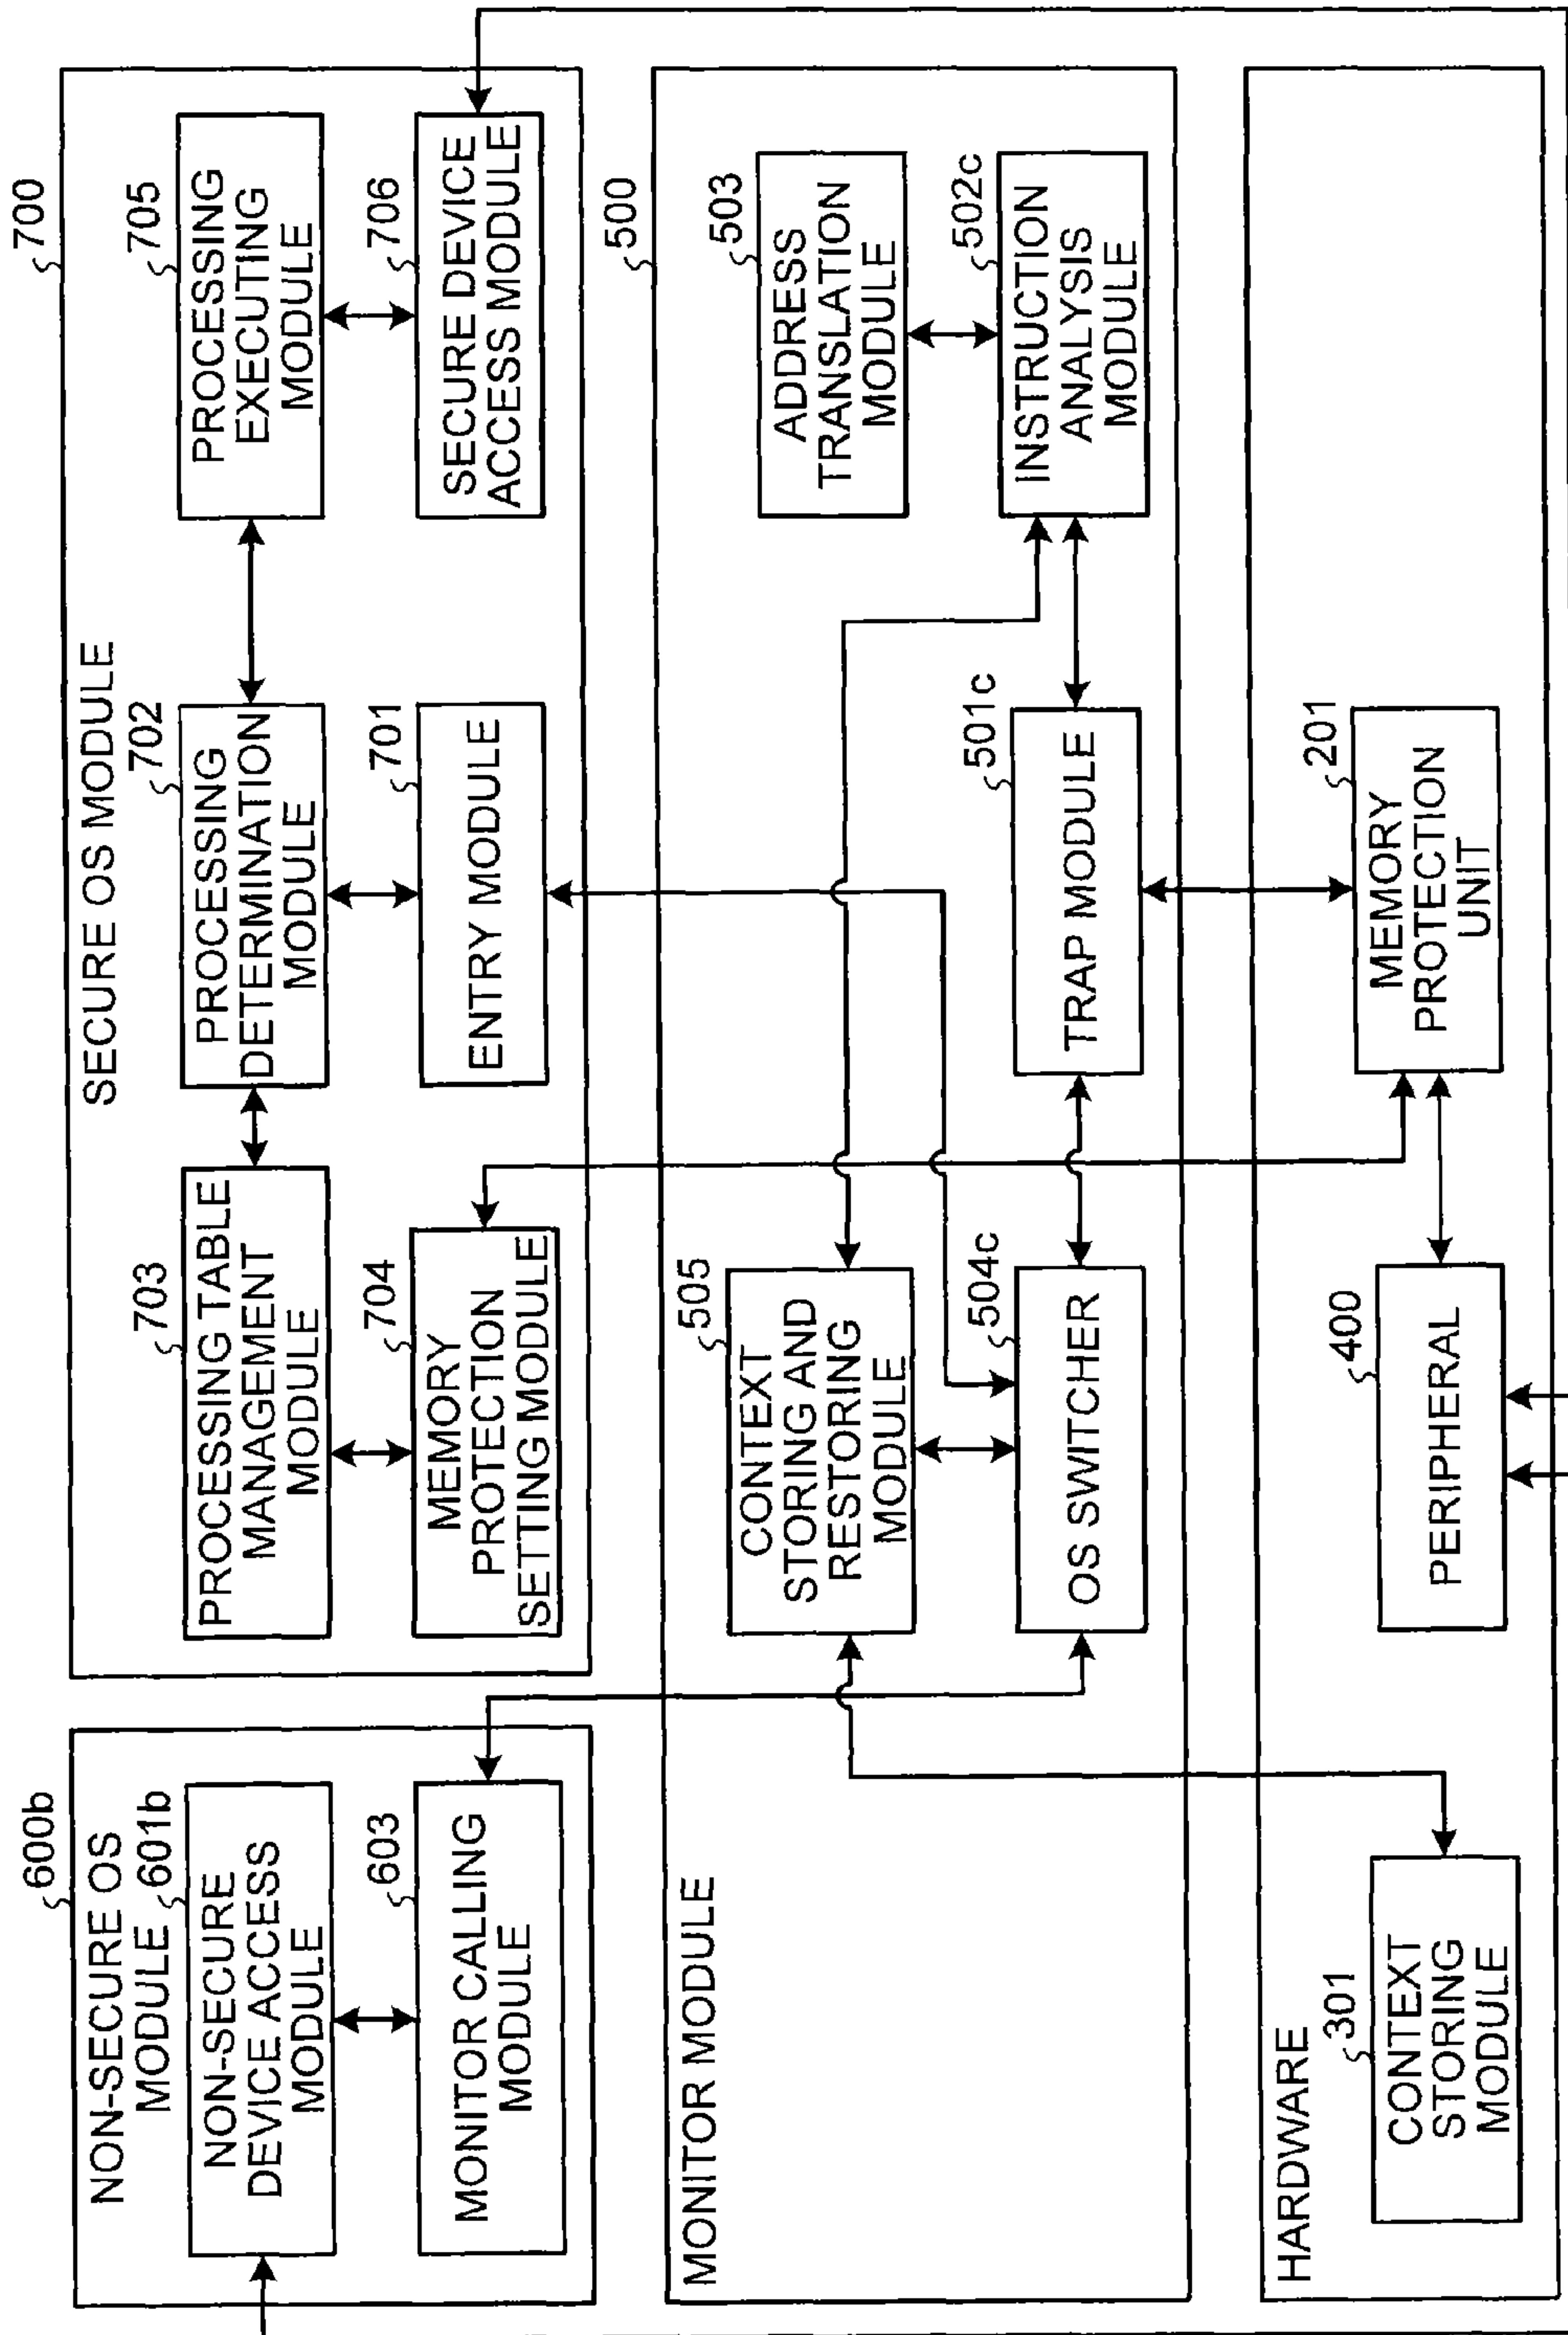 600b
NON-SECURE OS
MODULE
601b
NON-SECURE
DEVICE ACCESS
MODULE
603
MONITOR CALLING
MODULE
700
SECURE OS MODULE
703
PROCESSING TABLE
MANAGEMENT
MODULE
702
PROCESSING
DETERMINATION
MODULE
705
PROCESSING
EXECUTING
MODULE
704
MEMORY
PROTECTION
SETTING MODULE
701
ENTRY MODULE
706
SECURE DEVICE
ACCESS MODULE
500
MONITOR MODULE
505
CONTEXT
STORING AND
RESTORING
MODULE
503
ADDRESS
TRANSLATION
MODULE
504c
OS SWITCHER
501c
TRAP MODULE
502c
INSTRUCTION
ANALYSIS
MODULE
HARDWARE
301
CONTEXT
STORING
MODULE
400
PERIPHERAL
201
MEMORY
PROTECTION
UNIT